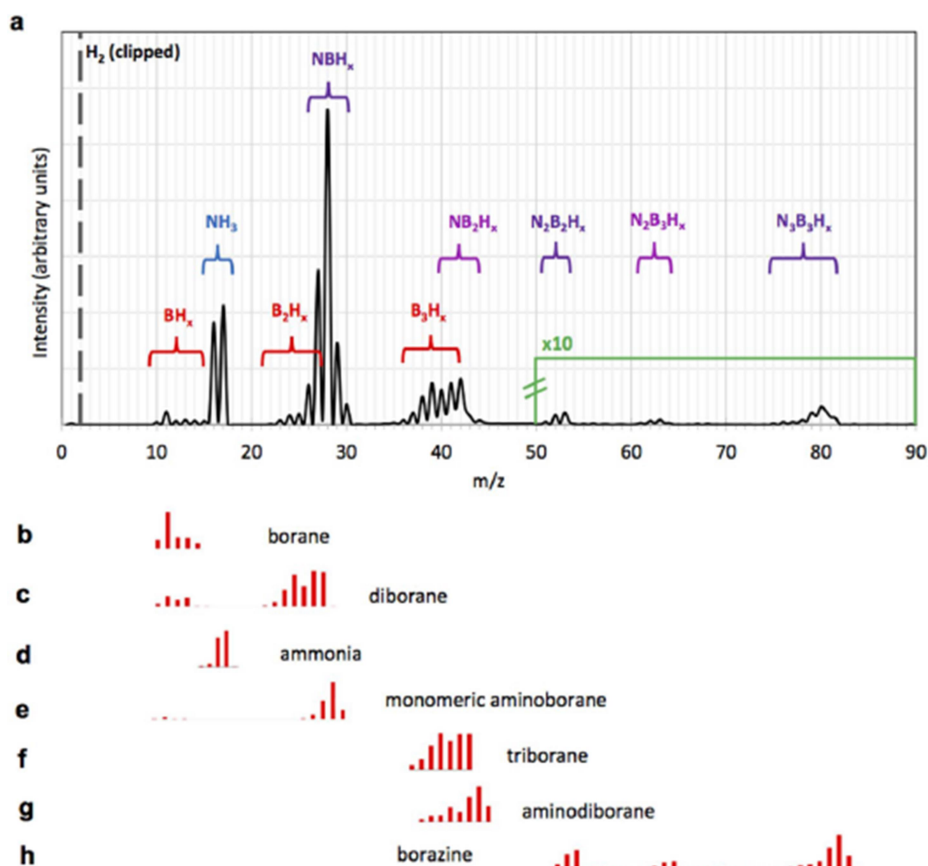 a
H₂ (clipped)
NBHₓ
NH₃
NB₂Hₓ
N₂B₂Hₓ
N₂B₃Hₓ
N₃B₃Hₓ
BHₓ
B₂Hₓ
B₃Hₓ
x10
Intensity (arbitrary units)
0 10 20 30 40 50 60 70 80 90
m/z
b borane
c diborane
d ammonia
e monomeric aminoborane
f triborane
g aminodiborane
h borazine